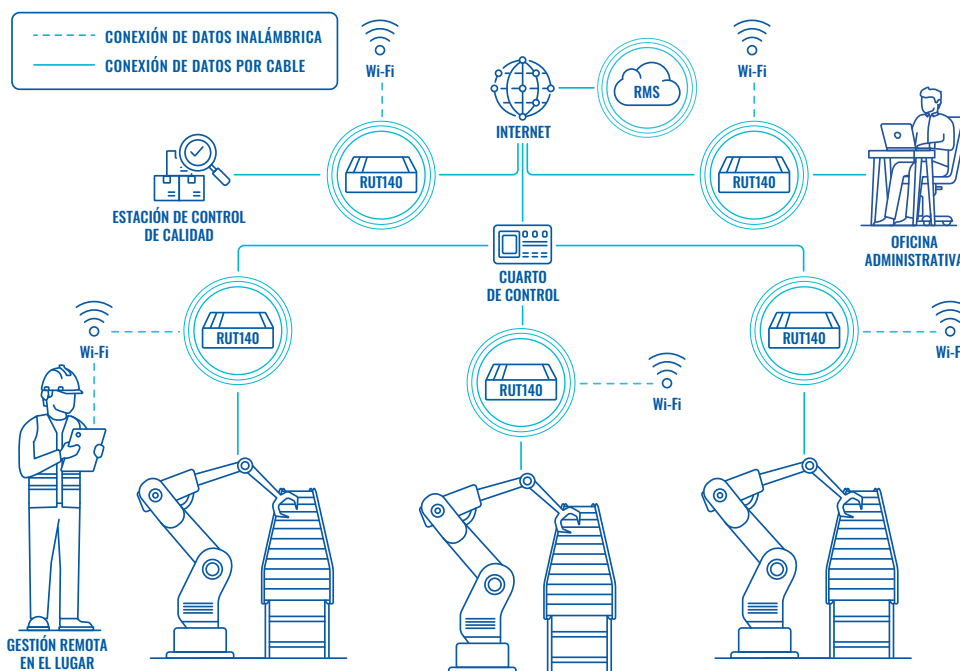 CONEXIÓN DE DATOS INALÁMBRICA
CONEXIÓN DE DATOS POR CABLE
Wi-Fi
INTERNET
RMS
Wi-Fi
RUT140
RUT140
ESTACIÓN DE CONTROL
DE CALIDAD
OFICINA
ADMINISTRATIVA
CUARTO
DE CONTROL
Wi-Fi
RUT140
RUT140
Wi-Fi
RUT140
Wi-Fi
GESTIÓN REMOTA
EN EL LUGAR